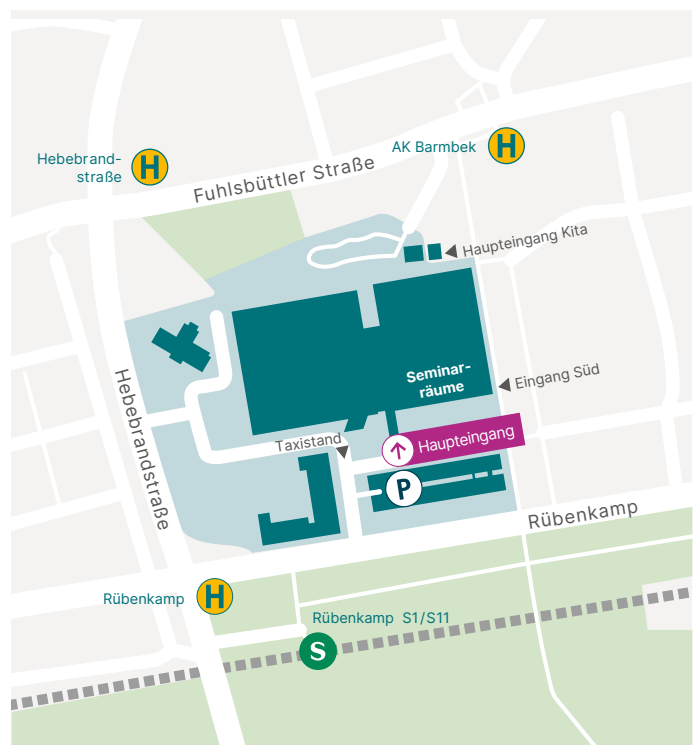 Hebebrand-
straße
H
AK Barmbek
H
Fuhlsbüttler Straße
Haupteingang Kita
Seminar-
räume
Eingang Süd
Hebebrandstraße
Taxistand
Haupteingang
P
Rübenkamp
Rübenkamp
H
Rübenkamp S1/S11
S